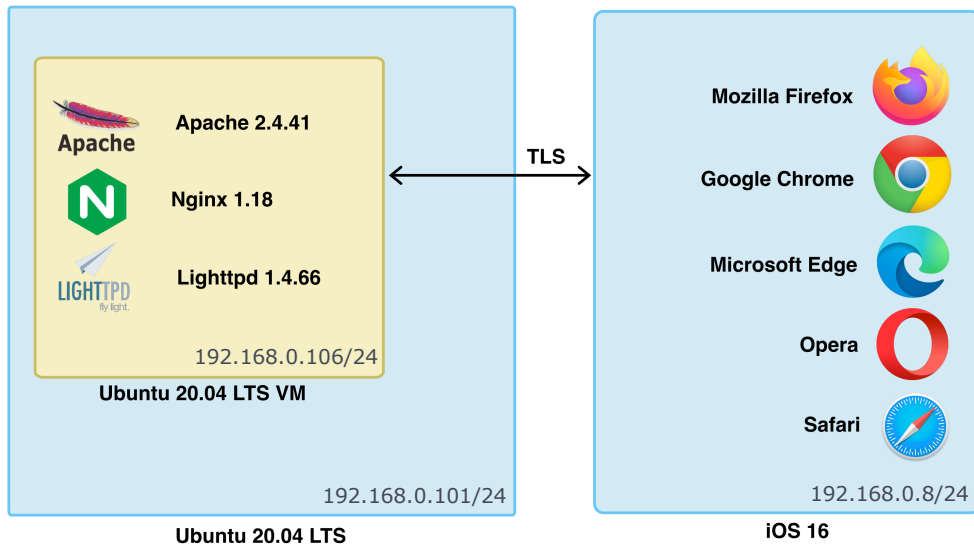 Apache
Apache 2.4.41
N
Nginx 1.18
LIGHTTPD
fly light.
Lighttpd 1.4.66
192.168.0.106/24
Ubuntu 20.04 LTS VM
192.168.0.101/24
Ubuntu 20.04 LTS
TLS
Mozilla Firefox
Google Chrome
Microsoft Edge
Opera
Safari
192.168.0.8/24
iOS 16